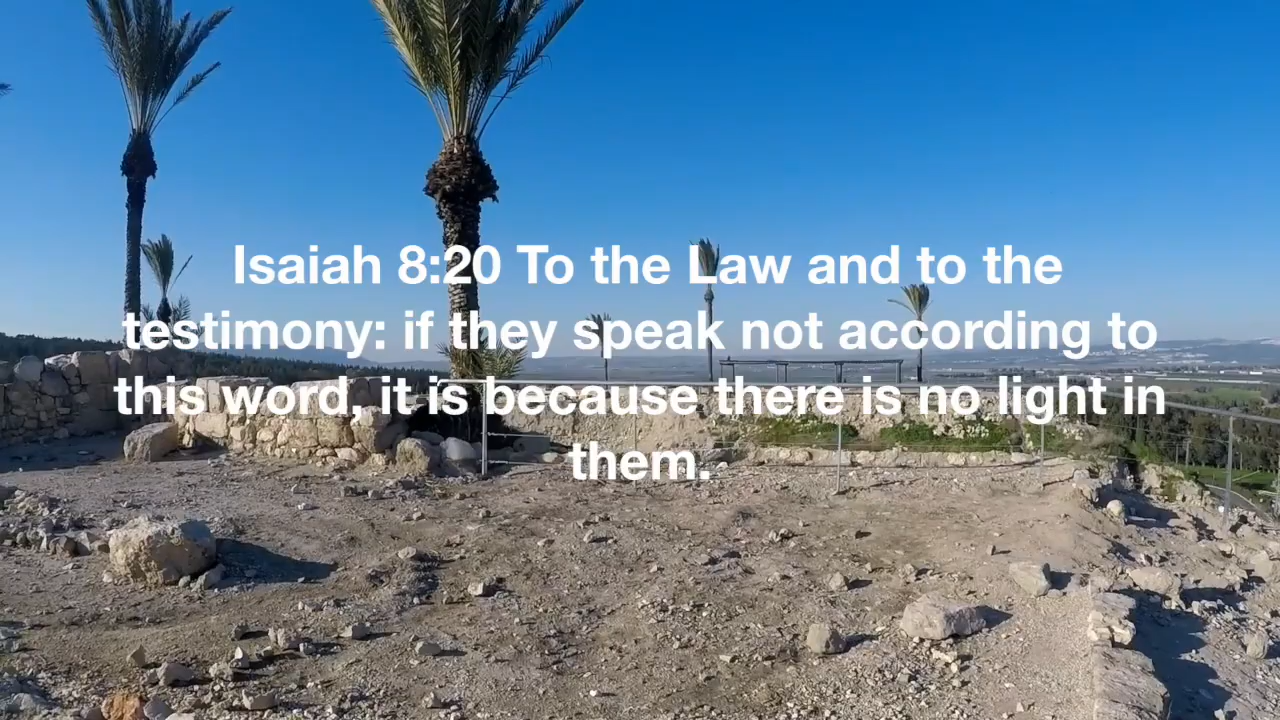 Isaiah 8:20 To the Law and to the
testimony: if they speak not according to
this word, it is because there is no light in
them.